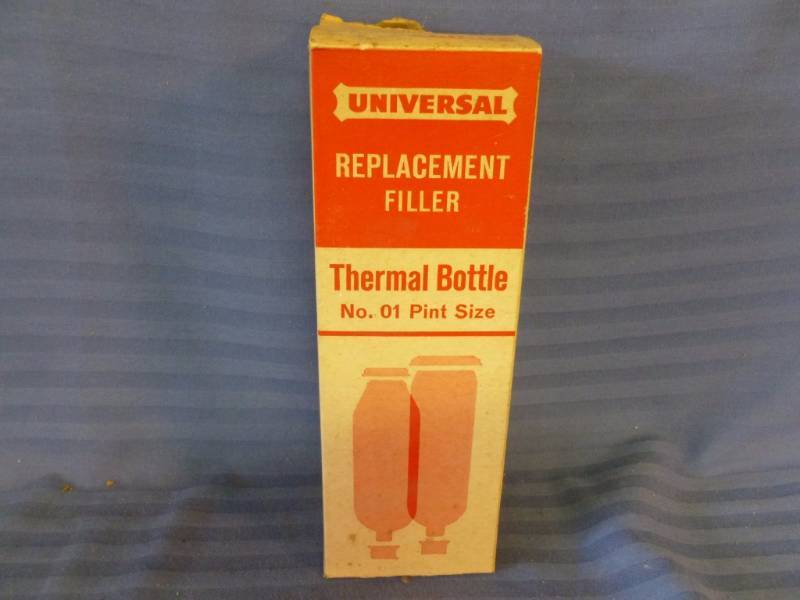 UNIVERSAL
REPLACEMENT
FILLER
Thermal Bottle
No. 01 Pint Size